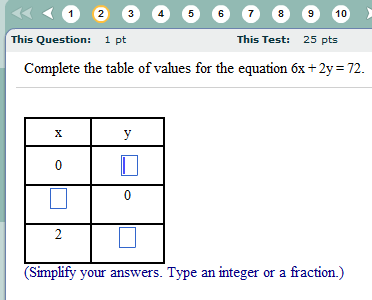 1 2 3 4 5 6 7 8 9 10
This Question: 1 pt This Test: 25 pts
Complete the table of values for the equation 6x + 2y = 72.
x y
0
0
2
(Simplify your answers. Type an integer or a fraction.)